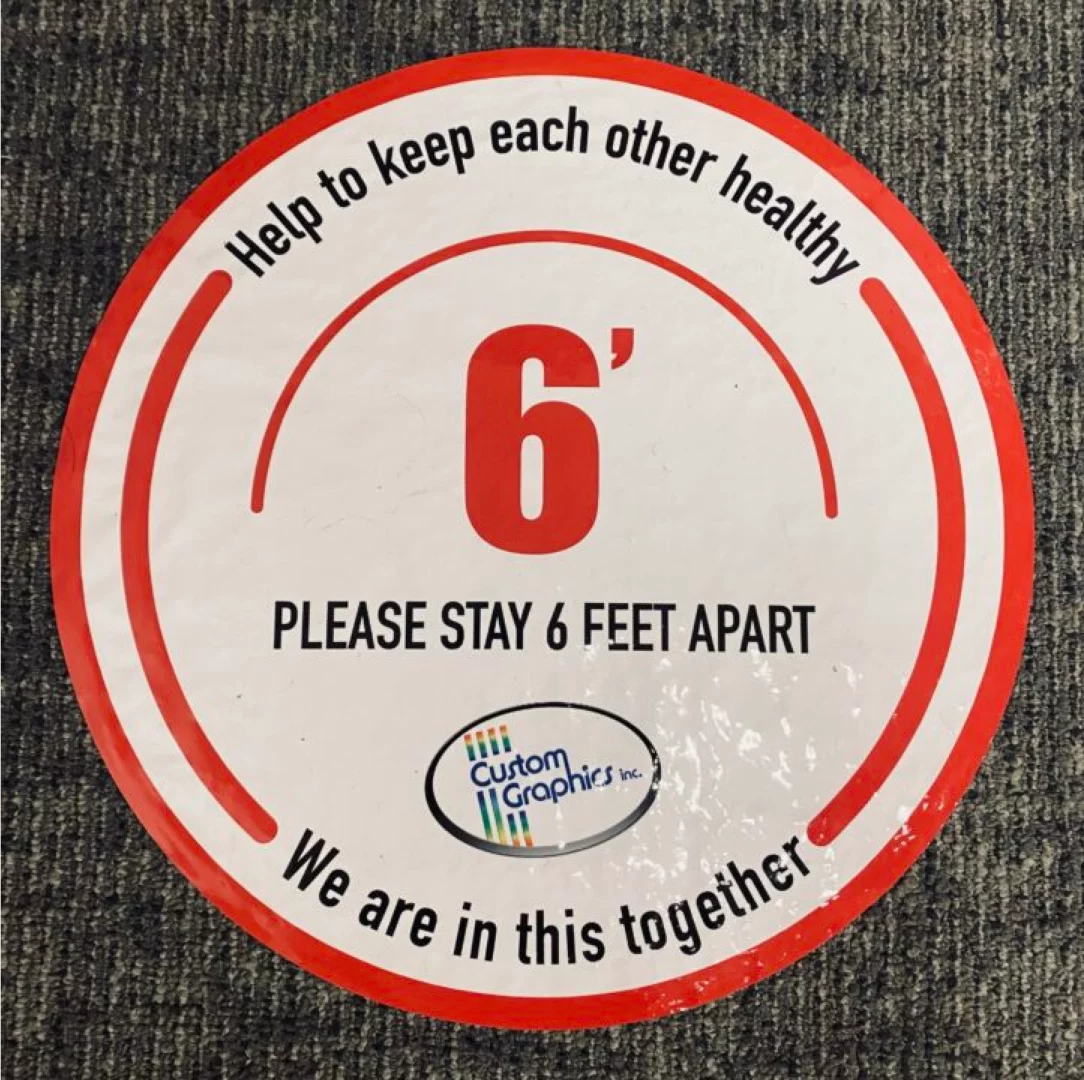 Help to keep each other healthy
6’
PLEASE STAY 6 FEET APART
Custom
Graphics inc.
We are in this together